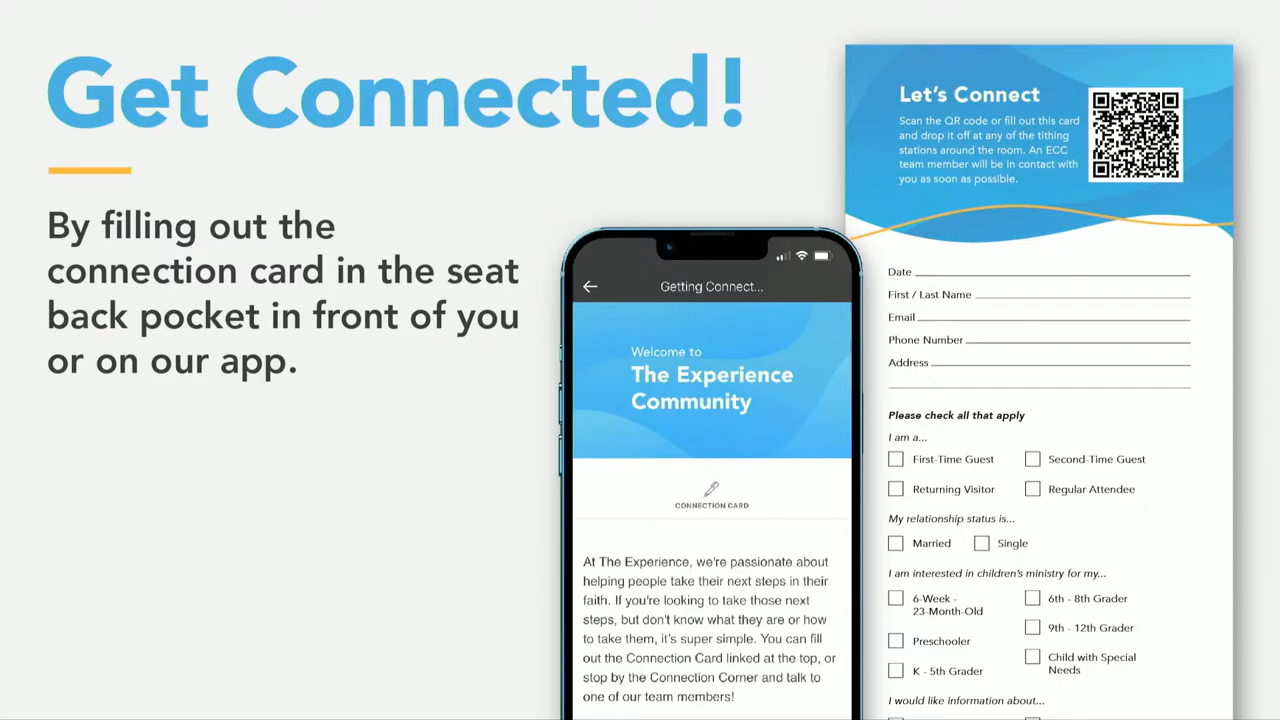 Get Connected!
By filling out the
connection card in the seat
back pocket in front of you
or on our app.
Getting Connect...
Welcome to
The Experience
Community
CONNECTION CARD
At The Experience, we're passionate about
helping people take their next steps in their
faith. If you're looking to take those next
steps, but don't know what they are or how
to take them, it's super simple. You can fill
out the Connection Card linked at the top, or
stop by the Connection Corner and talk to
one of our team members!
Let's Connect
Scan the QR code or fill out this card
and drop it off at any of the tithing
stations around the room. An ECC
team member will be in contact with
you as soon as possible.
Date
First / Last Name
Email
Phone Number
Address
Please check all that apply
I am a...
First-Time Guest Second-Time Guest
Returning Visitor Regular Attendee
My relationship status is...
Married Single
I am interested in children's ministry for my...
6-Week -
23-Month-Old
Preschooler
K - 5th Grader
6th - 8th Grader
9th - 12th Grader
Child with Special
Needs
I would like information about...